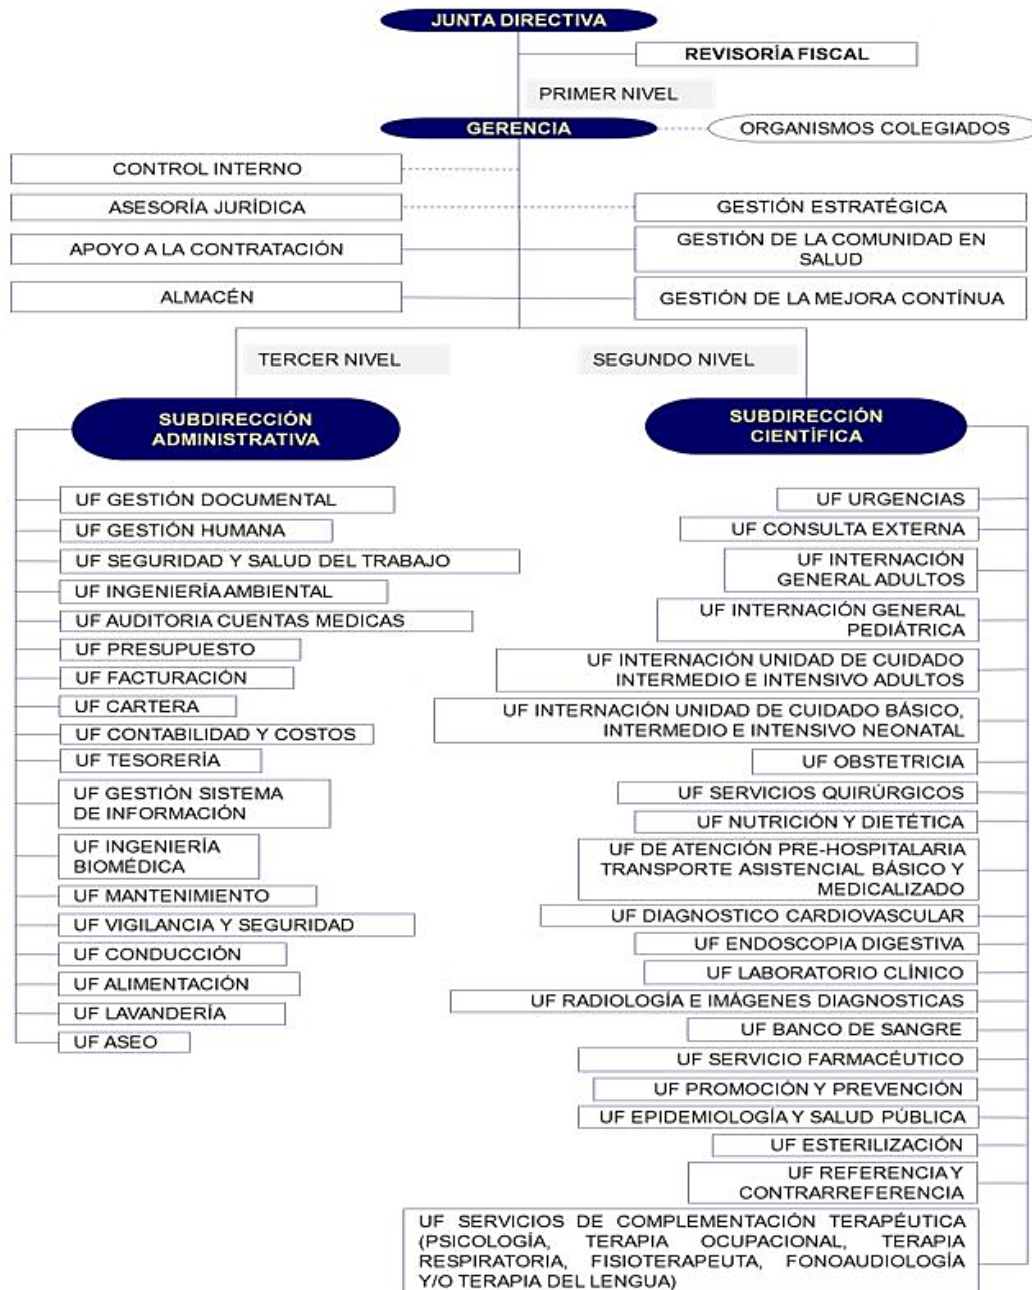 JUNTA DIRECTIVA
REVISORÍA FISCAL
PRIMER NIVEL
GERENCIA
ORGANISMOS COLEGIADOS
CONTROL INTERNO
ASESORÍA JURÍDICA
GESTIÓN ESTRATÉGICA
APOYO A LA CONTRATACIÓN
GESTIÓN DE LA COMUNIDAD EN
SALUD
ALMACÉN
GESTIÓN DE LA MEJORA CONTÍNUA
TERCER NIVEL
SEGUNDO NIVEL
SUBDIRECCIÓN
ADMINISTRATIVA
UF GESTIÓN DOCUMENTAL
UF GESTIÓN HUMANA
UF SEGURIDAD Y SALUD DEL TRABAJO
UF INGENIERÍA AMBIENTAL
UF AUDITORIA CUENTAS MEDICAS
UF PRESUPUESTO
UF FACTURACIÓN
UF CARTERA
UF CONTABILIDAD Y COSTOS
UF TESORERÍA
UF GESTIÓN SISTEMA
DE INFORMACIÓN
UF INGENIERÍA
BIOMÉDICA
UF MANTENIMIENTO
UF VIGILANCIA Y SEGURIDAD
UF CONDUCCIÓN
UF ALIMENTACIÓN
UF LAVANDERÍA
UF ASEO
SUBDIRECCIÓN
CIENTÍFICA
UF URGENCIAS
UF CONSULTA EXTERNA
UF INTERNACIÓN
GENERAL ADULTOS
UF INTERNACIÓN GENERAL
PEDIÁTRICA
UF INTERNACIÓN UNIDAD DE CUIDADO
INTERMEDIO E INTENSIVO ADULTOS
UF INTERNACIÓN UNIDAD DE CUIDADO BÁSICO,
INTERMEDIO E INTENSIVO NEONATAL
UF OBSTETRICIA
UF SERVICIOS QUIRÚRGICOS
UF NUTRICIÓN Y DIETÉTICA
UF DE ATENCIÓN PRE-HOSPITALARIA
TRANSPORTE ASISTENCIAL BÁSICO Y
MEDICALIZADO
UF DIAGNOSTICO CARDIOVASCULAR
UF ENDOSCOPIA DIGESTIVA
UF LABORATORIO CLÍNICO
UF RADIOLOGÍA E IMÁGENES DIAGNOSTICAS
UF BANCO DE SANGRE
UF SERVICIO FARMACÉUTICO
UF PROMOCIÓN Y PREVENCIÓN
UF EPIDEMIOLOGÍA Y SALUD PÚBLICA
UF ESTERILIZACIÓN
UF REFERENCIA Y
CONTRARREFERENCIA
UF SERVICIOS DE COMPLEMENTACIÓN TERAPÉUTICA
(PSICOLOGÍA, TERAPIA OCUPACIONAL, TERAPIA
RESPIRATORIA, FISIOTERAPEUTA, FONOAUDIOLOGÍA
Y/O TERAPIA DEL LENGUA)